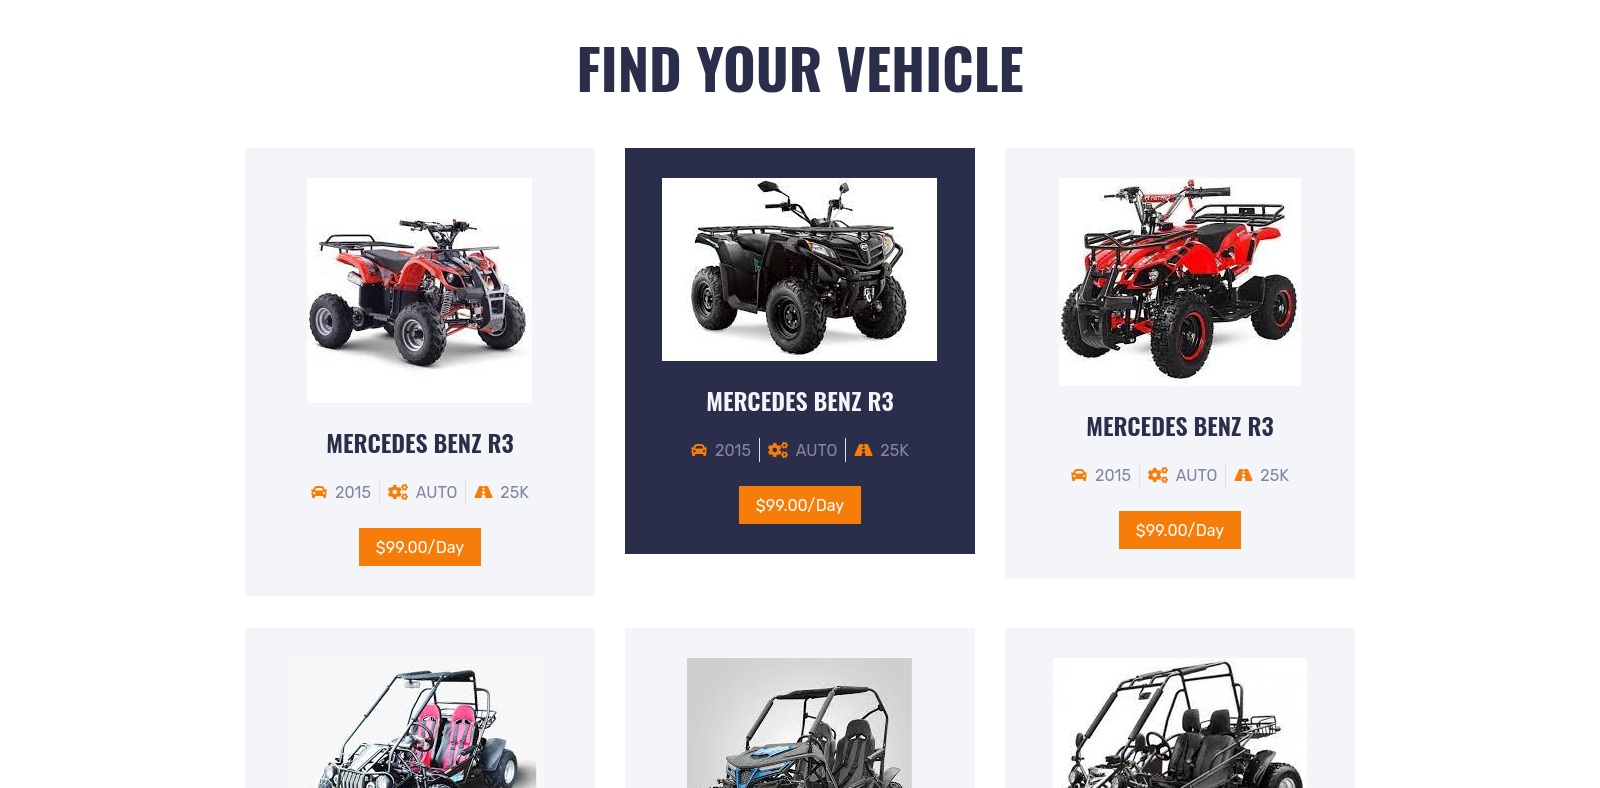 FIND YOUR VEHICLE
MERCEDES BENZ R3
2015 AUTO 25K
$99.00/Day
MERCEDES BENZ R3
2015 AUTO 25K
$99.00/Day
MERCEDES BENZ R3
2015 AUTO 25K
$99.00/Day